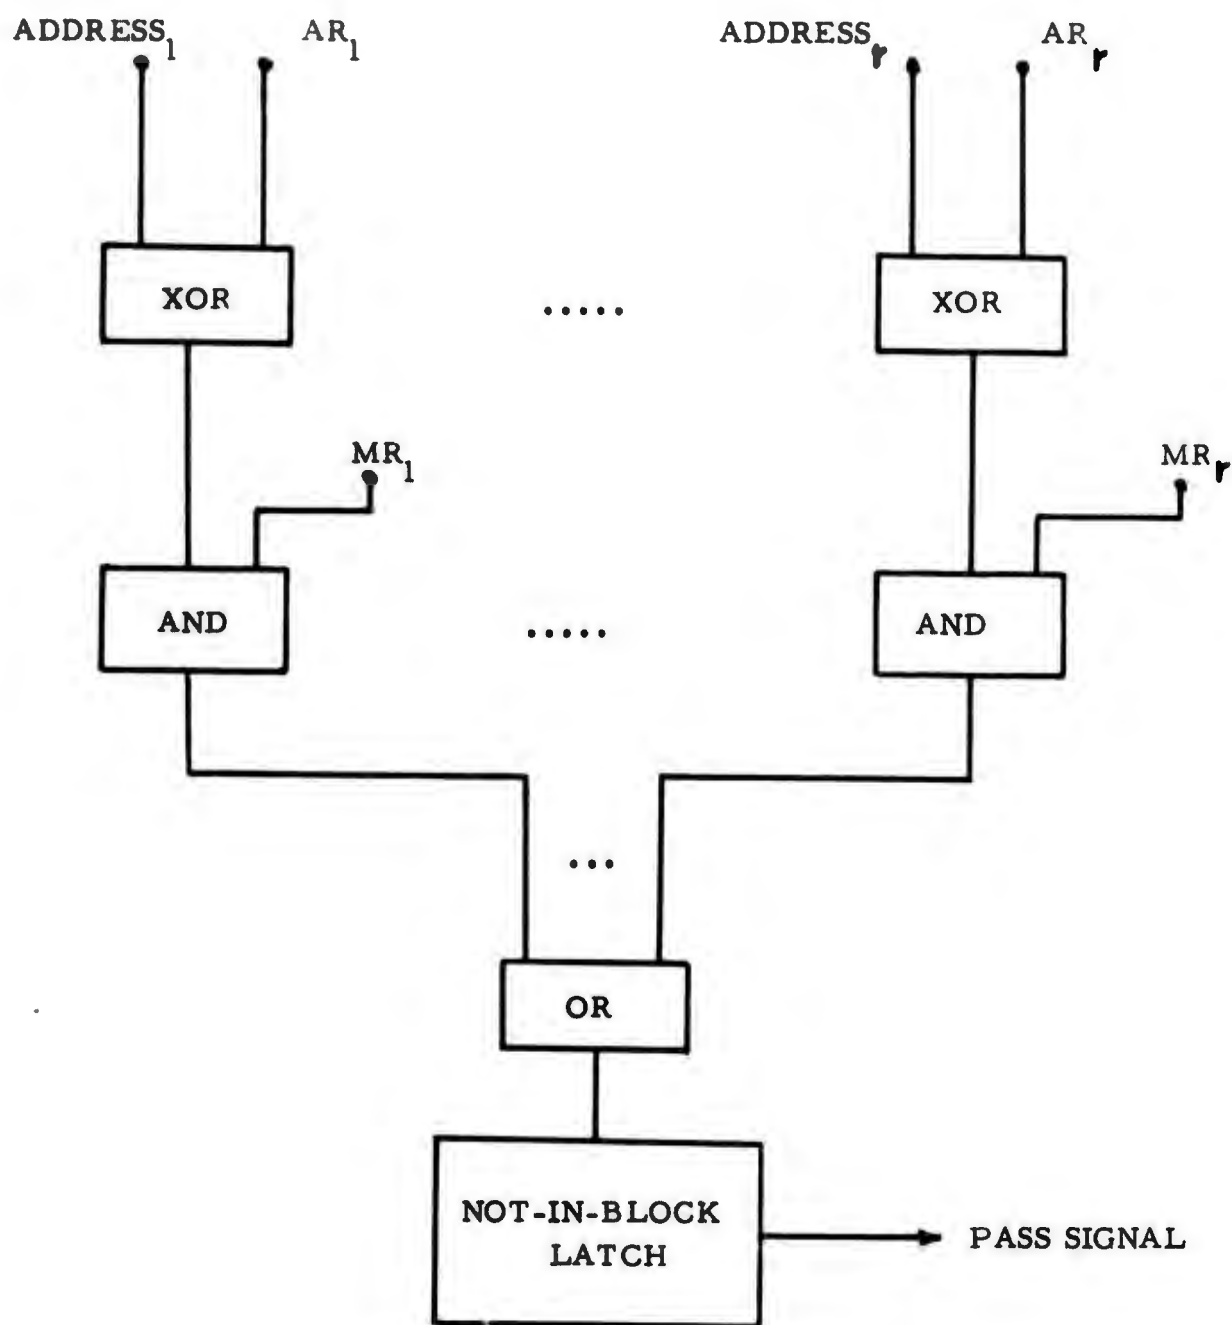 ADDRESS1 AR1 ADDRESSr ARr
XOR ..... XOR
MR1 MRr
AND ..... AND
...
OR
NOT-IN-BLOCK
LATCH
PASS SIGNAL